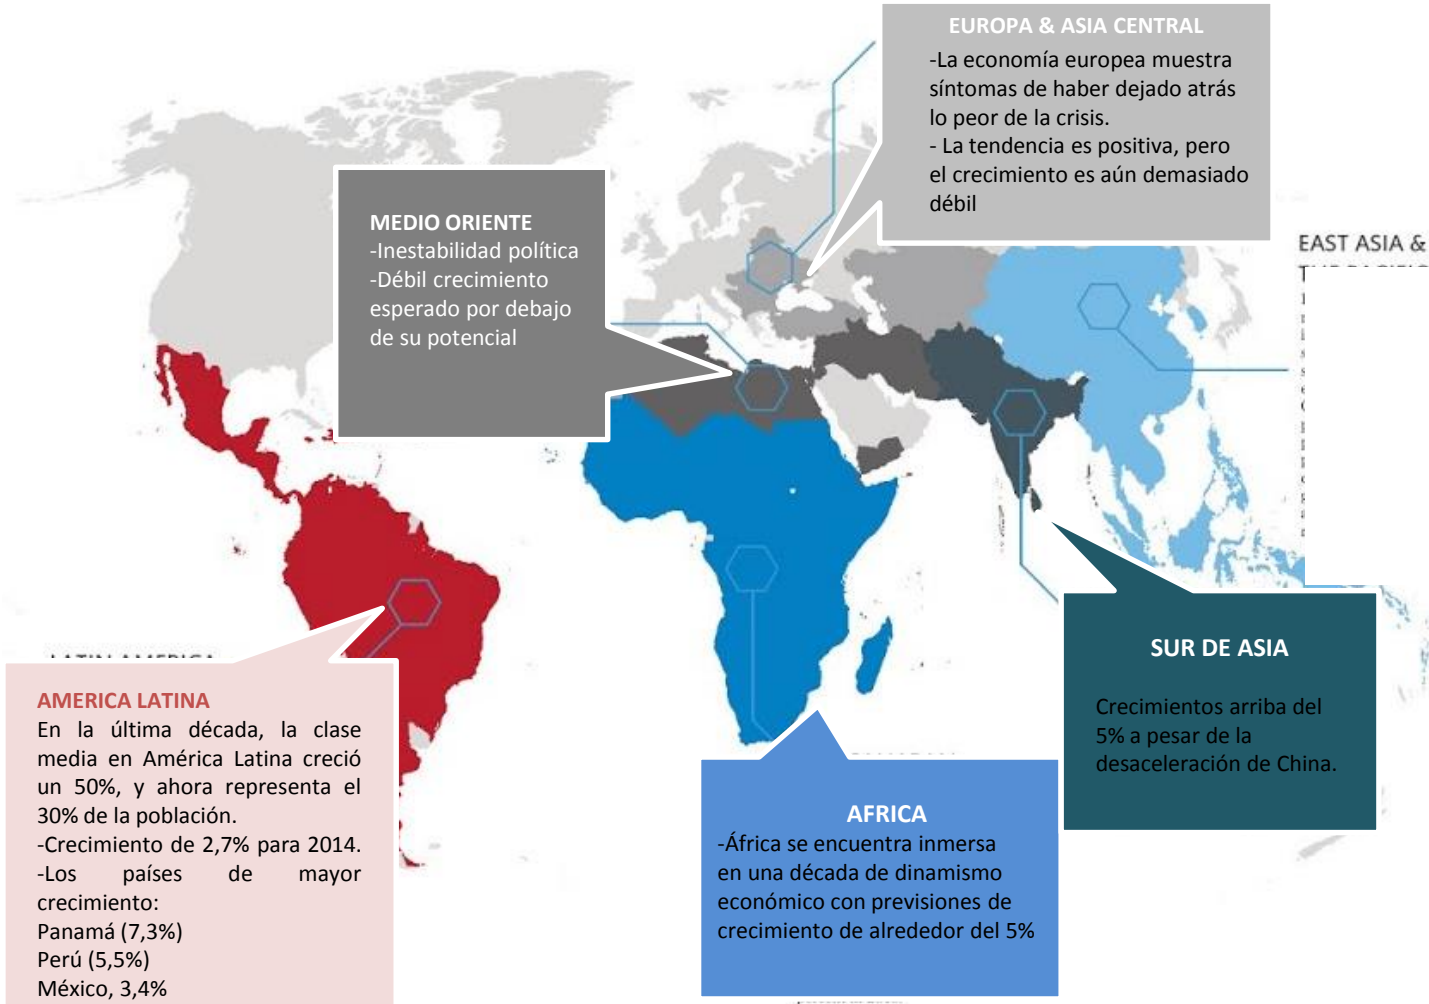 EUROPA & ASIA CENTRAL
-La economía europea muestra
síntomas de haber dejado atrás
lo peor de la crisis.
- La tendencia es positiva, pero
el crecimiento es aún demasiado
débil
MEDIO ORIENTE
-Inestabilidad política
-Débil crecimiento
esperado por debajo
de su potencial
EAST ASIA &
SUR DE ASIA
Crecimientos arriba del
5% a pesar de la
desaceleración de China.
AMERICA LATINA
En la última década, la clase
media en América Latina creció
un 50%, y ahora representa el
30% de la población.
-Crecimiento de 2,7% para 2014.
-Los países de mayor
crecimiento:
Panamá (7,3%)
Perú (5,5%)
México, 3,4%
AFRICA
-África se encuentra inmersa
en una década de dinamismo
económico con previsiones de
crecimiento de alrededor del 5%